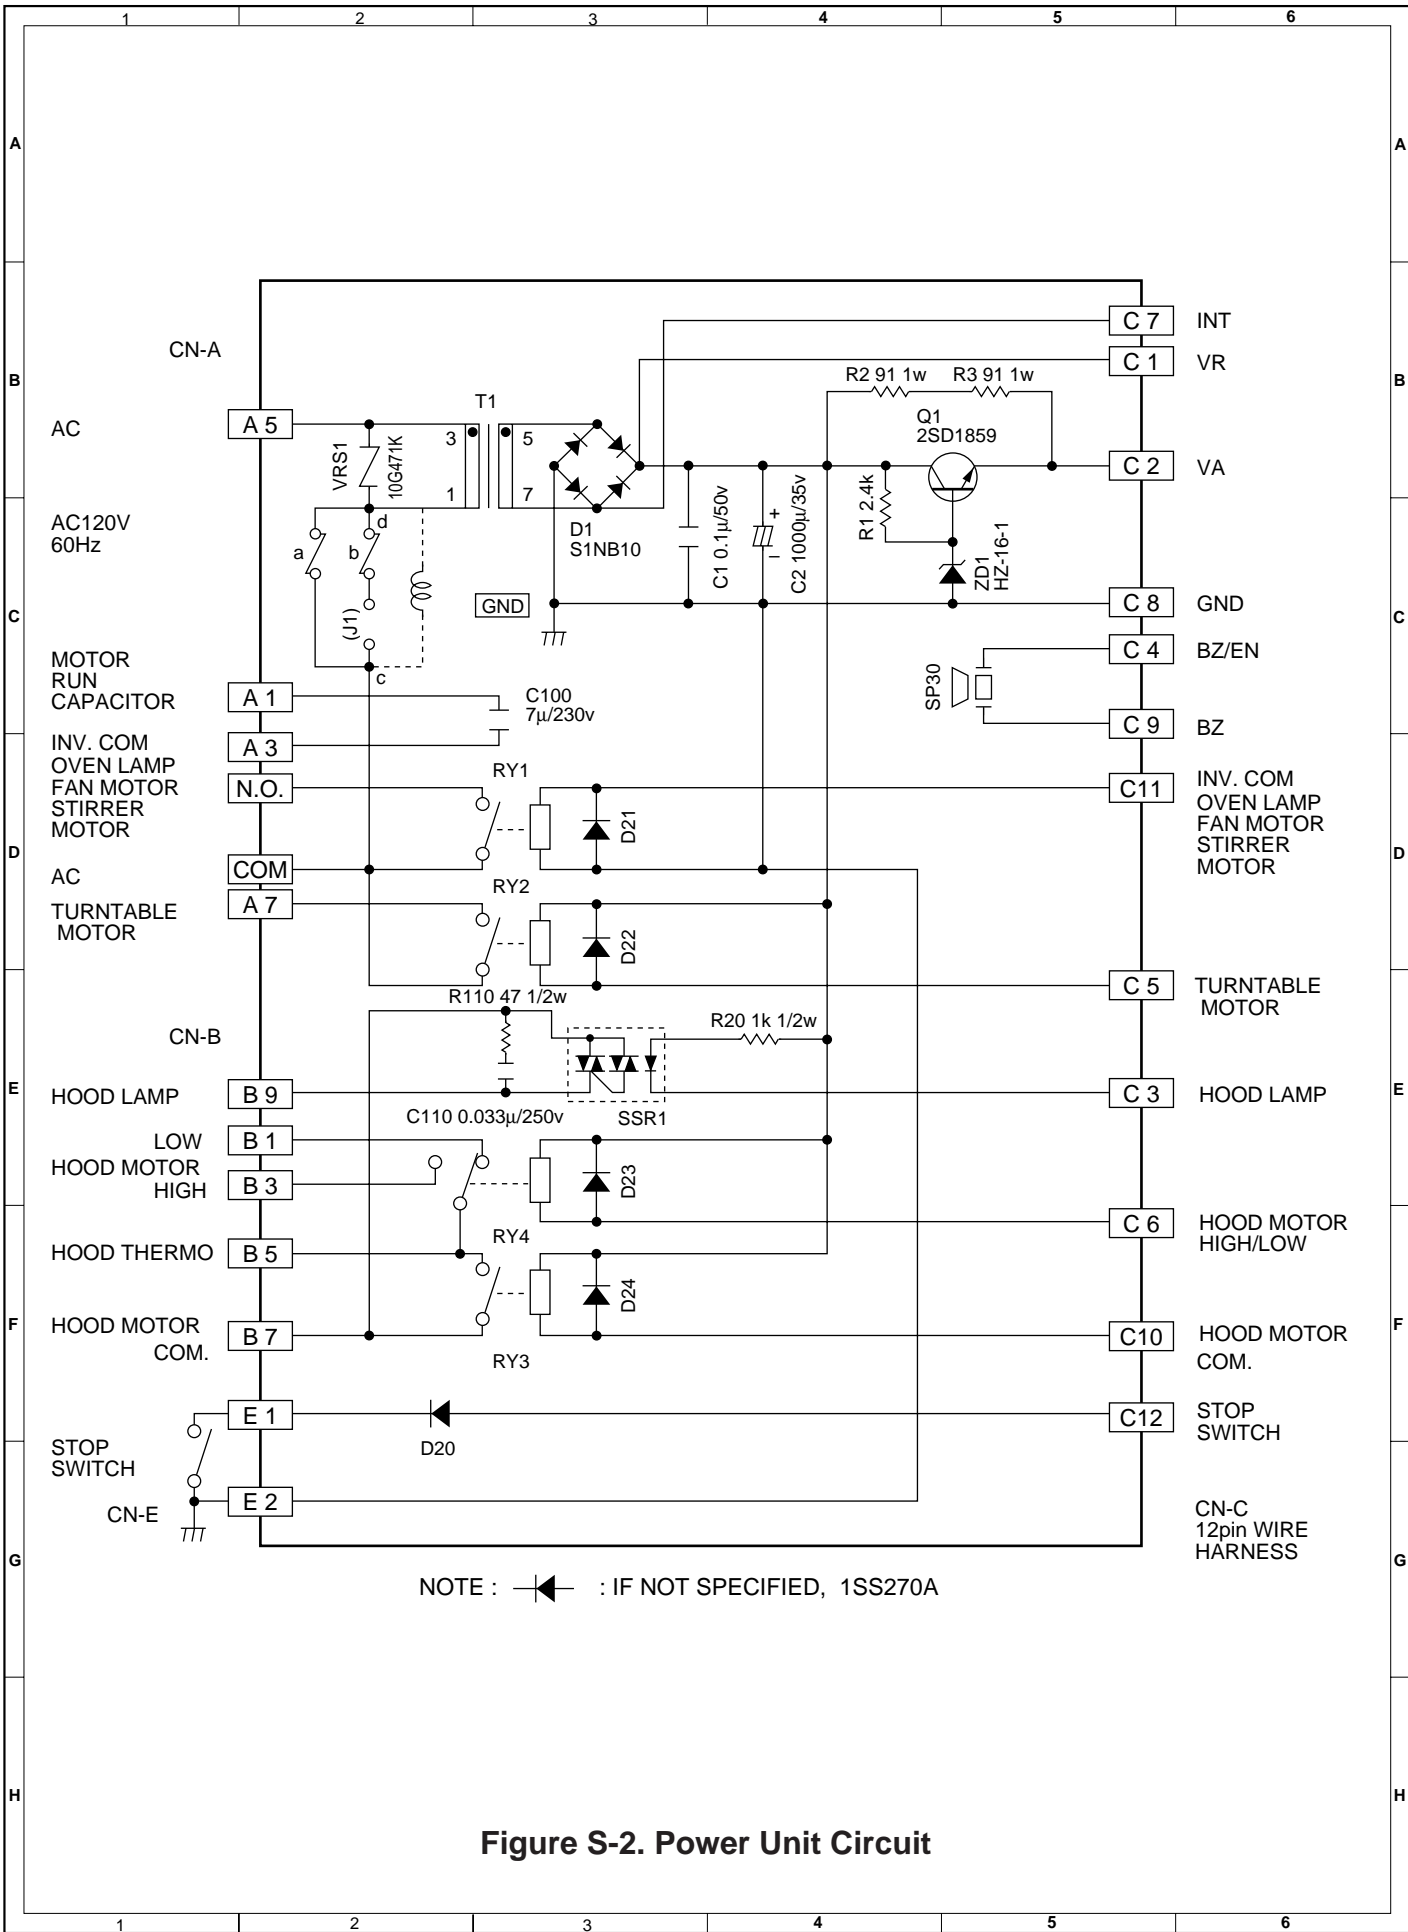 1 2 3 4 5 6
A A
B B
C C
D D
E E
F F
G G
H H
CN-A
AC
A 5
AC120V
60Hz
VRS1
10G471K
T1
3
1
5
7
a
b
d
(J1)
c
D1
S1NB10
GND
C1 0.1µ/50v
C2 1000µ/35v
+
–
R2 91 1w
R3 91 1w
Q1
2SD1859
R1 2.4k
ZD1
HZ-16-1
C 7
INT
C 1
VR
C 2
VA
C 8
GND
C 4
BZ/EN
SP30
C 9
BZ
MOTOR
RUN
CAPACITOR
A 1
C100
7µ/230v
A 3
INV. COM
OVEN LAMP
FAN MOTOR
STIRRER
MOTOR
N.O.
RY1
D21
C11
INV. COM
OVEN LAMP
FAN MOTOR
STIRRER
MOTOR
AC
COM
RY2
TURNTABLE
MOTOR
A 7
D22
C 5
TURNTABLE
MOTOR
CN-B
R110 47 1/2w
R20 1k 1/2w
HOOD LAMP
B 9
C110 0.033µ/250v
SSR1
C 3
HOOD LAMP
LOW
B 1
HOOD MOTOR
HIGH
B 3
D23
C 6
HOOD MOTOR
HIGH/LOW
HOOD THERMO
B 5
RY4
D24
HOOD MOTOR
COM.
B 7
RY3
C10
HOOD MOTOR
COM.
E 1
D20
C12
STOP
SWITCH
STOP
SWITCH
CN-E
E 2
CN-C
12pin WIRE
HARNESS
NOTE : : IF NOT SPECIFIED, 1SS270A
Figure S-2. Power Unit Circuit
1 2 3 4 5 6